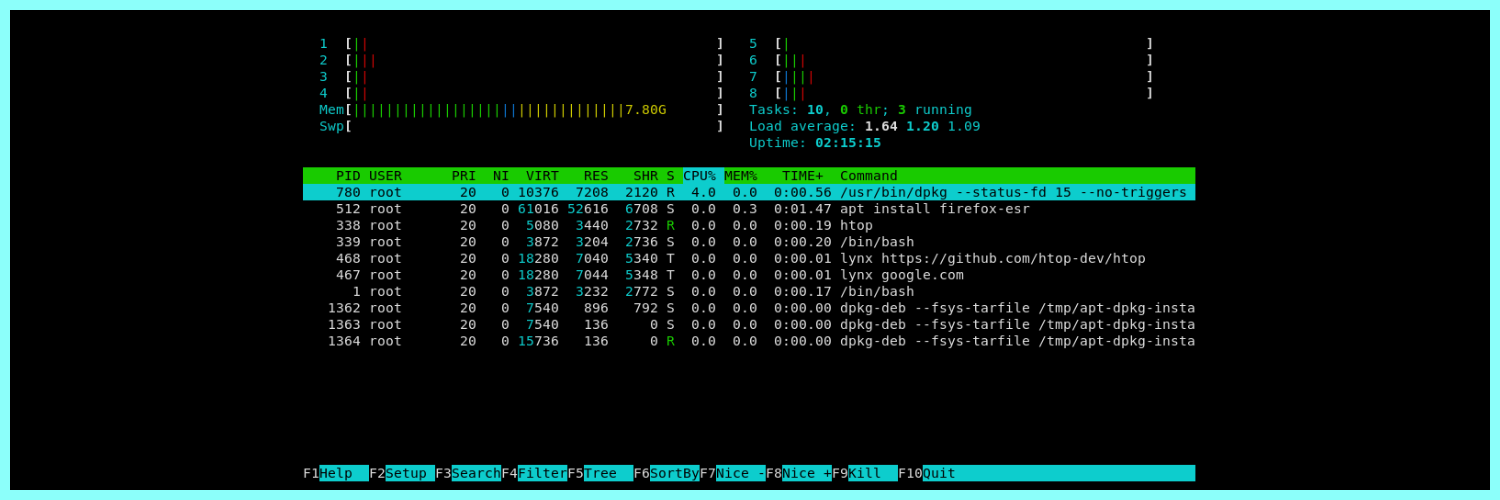 1 [||                                            ] 5 [|                                            ]
2 [|||                                           ] 6 [|||                                          ]
3 [||                                            ] 7 [||||                                         ]
4 [||                                            ] 8 [|||                                          ]
Mem[|||||||||||||||||||||||||||||||||7.80G      ] Tasks: 10, 0 thr; 3 running
Swp[                                             ] Load average: 1.64 1.20 1.09
Uptime: 02:15:15
PID USER PRI NI VIRT RES SHR S CPU% MEM% TIME+ Command
780 root 20 0 10376 7208 2120 R 4.0 0.0 0:00.56 /usr/bin/dpkg --status-fd 15 --no-triggers
512 root 20 0 61016 52616 6708 S 0.0 0.3 0:01.47 apt install firefox-esr
338 root 20 0 5080 3440 2732 R 0.0 0.0 0:00.19 htop
339 root 20 0 3872 3204 2736 S 0.0 0.0 0:00.20 /bin/bash
468 root 20 0 18280 7040 5340 T 0.0 0.0 0:00.01 lynx https://github.com/htop-dev/htop
467 root 20 0 18280 7044 5348 T 0.0 0.0 0:00.01 lynx google.com
1 root 20 0 3872 3232 2772 S 0.0 0.0 0:00.17 /bin/bash
1362 root 20 0 7540 896 792 S 0.0 0.0 0:00.00 dpkg-deb --fsys-tarfile /tmp/apt-dpkg-insta
1363 root 20 0 7540 136 0 S 0.0 0.0 0:00.00 dpkg-deb --fsys-tarfile /tmp/apt-dpkg-insta
1364 root 20 0 15736 136 0 R 0.0 0.0 0:00.00 dpkg-deb --fsys-tarfile /tmp/apt-dpkg-insta
F1Help F2Setup F3SearchF4FilterF5Tree F6SortByF7Nice -F8Nice +F9Kill F10Quit